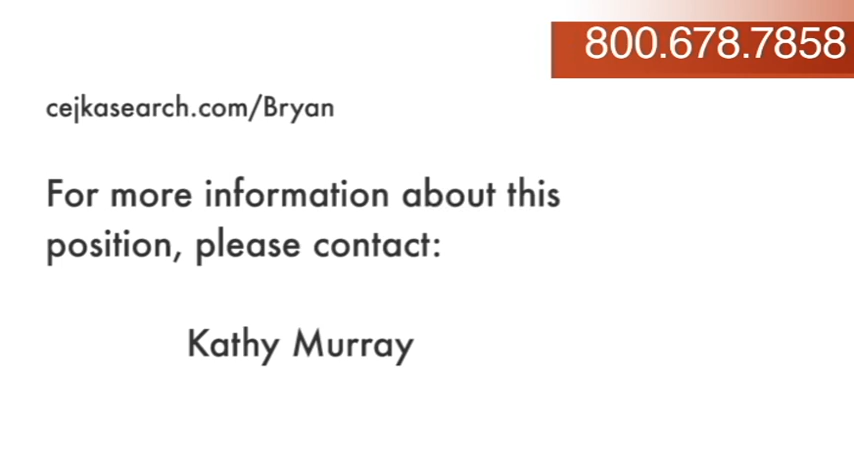 800.678.7858
cejkasearch.com/Bryan
For more information about this
position, please contact:
Kathy Murray